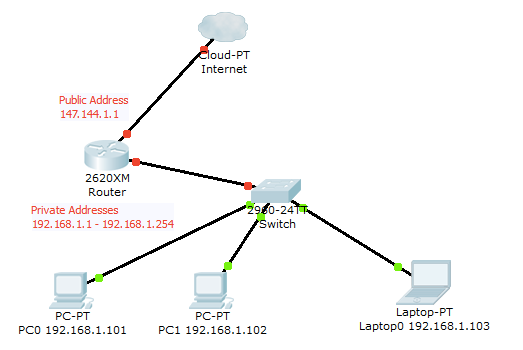 Cloud-PT
Internet
Public Address
147.144.1.1
2620XM
Router
Private Addresses
192.168.1.1 - 192.168.1.254
2960-24TT
Switch
PC-PT
PC0 192.168.1.101
PC-PT
PC1 192.168.1.102
Laptop-PT
Laptop0 192.168.1.103